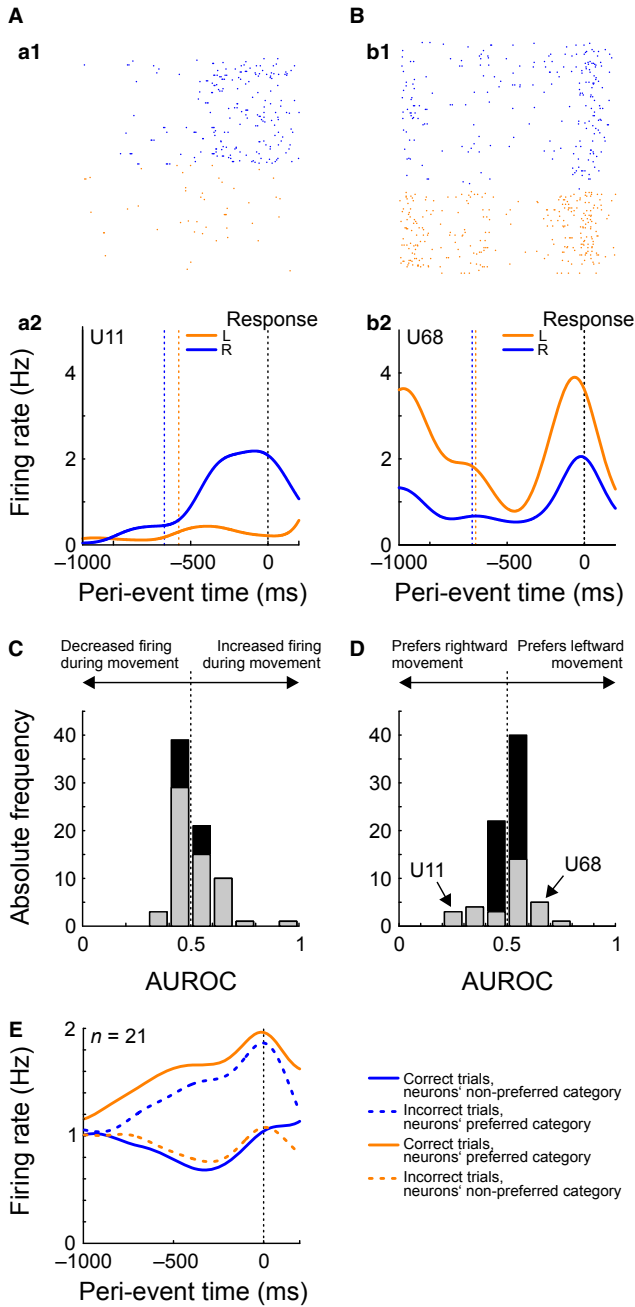 A
B
a1
b1
a2
U11
Response
L
R
b2
U68
Response
L
R
Firing rate (Hz)
4
2
0
−1000
−500
0
Peri-event time (ms)
4
2
0
−1000
−500
0
Peri-event time (ms)
C
Decreased firing
during movement
Increased firing
during movement
D
Prefers rightward
movement
Prefers leftward
movement
Absolute frequency
40
30
20
10
0
0
0.5
1
AUROC
40
30
20
10
0
U11
U68
0
0.5
1
AUROC
E
n = 21
Firing rate (Hz)
2
1
0
-1000
−500
0
Peri-event time (ms)
Correct trials,
neurons‘ non-preferred category
Incorrect trials,
neurons‘ preferred category
Correct trials,
neurons‘ preferred category
Incorrect trials,
neurons‘ non-preferred category